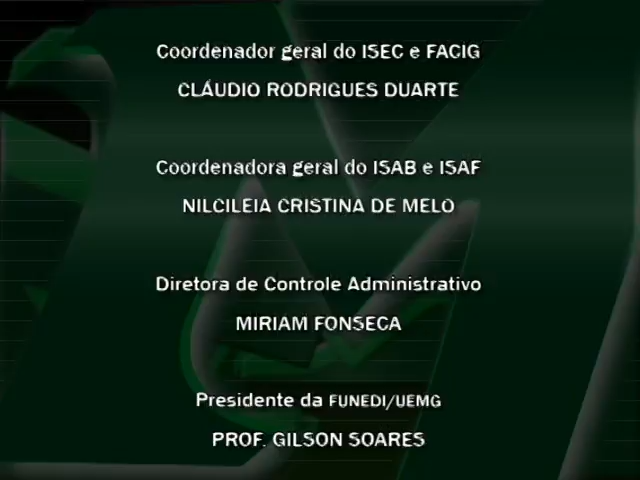 Coordenador geral do ISEC e FACIG
CLÁUDIO RODRIGUES DUARTE
Coordenadora geral do ISAB e ISAF
NILCILEIA CRISTINA DE MELO
Diretora de Controle Administrativo
MIRIAM FONSECA
Presidente da FUNEDI/UEMG
PROF. GILSON SOARES